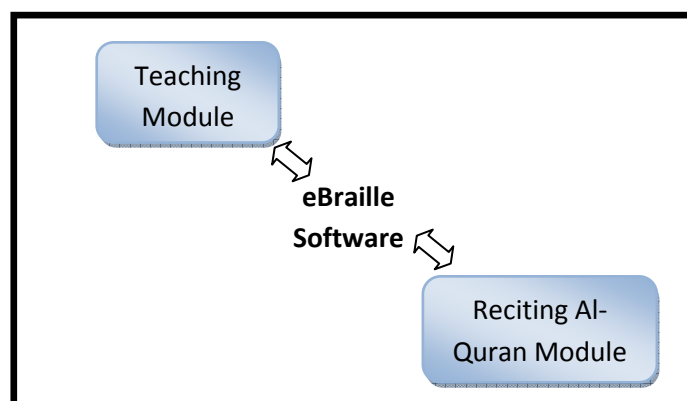 Teaching
Module
eBraille
Software
Reciting Al-
Quran Module